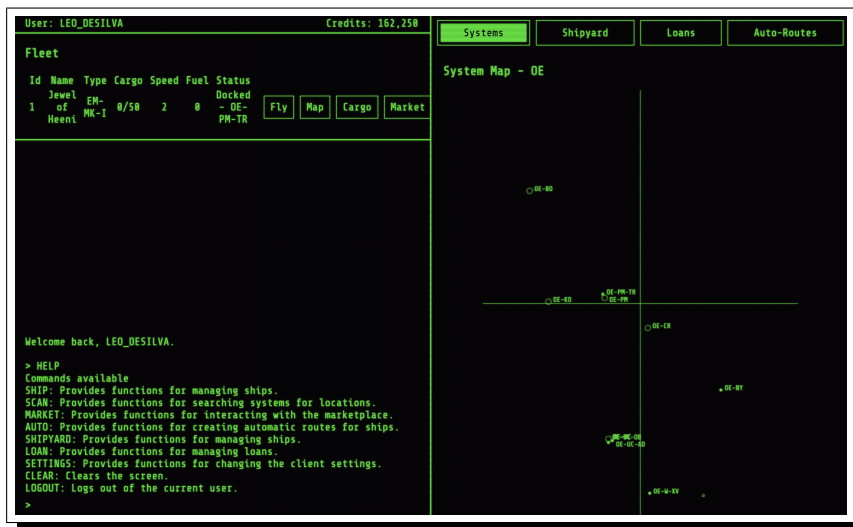 User: LEO_DESILVA Credits: 162,250
Fleet
Id Name Type Cargo Speed Fuel Status
1 Jewel of Heeni EM-MK-I 0/50 2 0 Docked - OE-PM-TR Fly Map Cargo Market
Welcome back, LEO_DESILVA.
> HELP
Commands available
SHIP: Provides functions for managing ships.
SCAN: Provides functions for searching systems for locations.
MARKET: Provides functions for interacting with the marketplace.
AUTO: Provides functions for creating automatic routes for ships.
SHIPYARD: Provides functions for managing ships.
LOAN: Provides functions for managing loans.
SETTINGS: Provides functions for changing the client settings.
CLEAR: Clears the screen.
LOGOUT: Logs out of the current user.
>
Systems Shipyard Loans Auto-Routes
System Map - OE
OE-BO
OE-PM-TR
OE-PM
OE-KO
OE-CR
OE-NY
OE-UC-AD
OE-W-XV